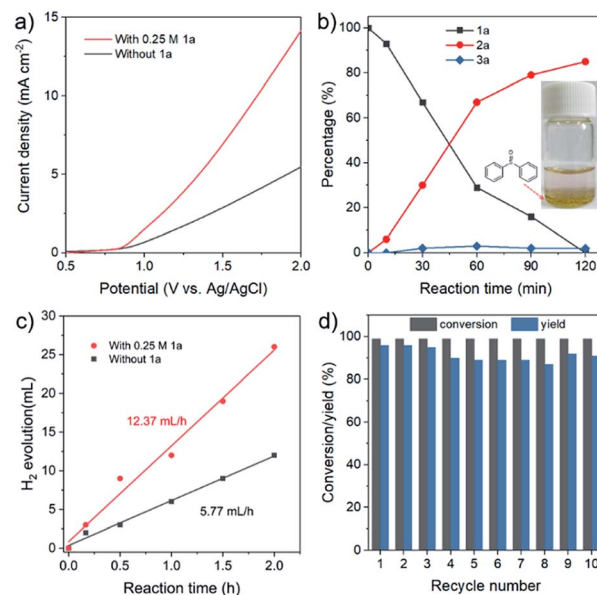 a)
With 0.25 M 1a
Without 1a
Current density (mA cm⁻²)
15
10
5
0
0.5 1.0 1.5 2.0
Potential (V vs. Ag/AgCl)
b)
1a
2a
3a
Percentage (%)
100
80
60
40
20
0
O
S
0 30 60 90 120
Reaction time (min)
c)
With 0.25 M 1a
Without 1a
H₂ evolution(mL)
30
25
20
15
10
5
0
12.37 mL/h
5.77 mL/h
0.0 0.5 1.0 1.5 2.0
Reaction time (h)
d)
conversion yield
Conversion/yield (%)
100
80
60
40
20
0
1 2 3 4 5 6 7 8 9 10
Recycle number